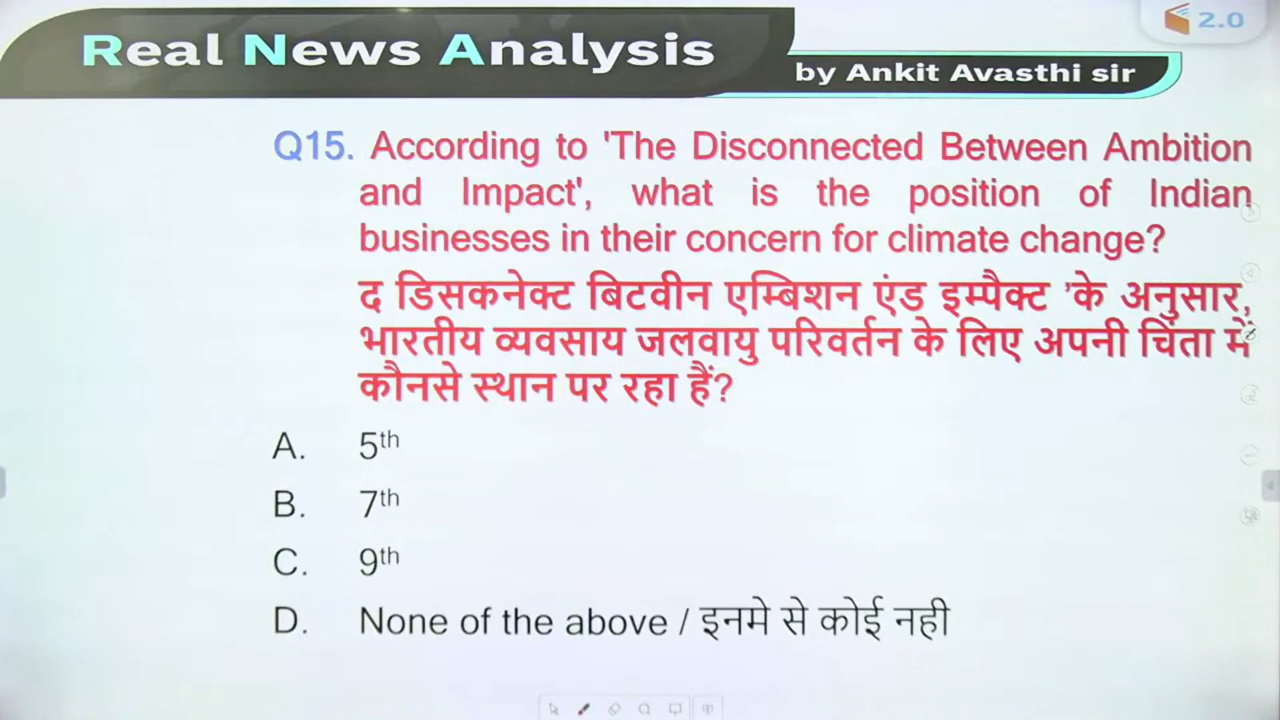 Real News Analysis
by Ankit Avasthi sir
2.0
Q15. According to 'The Disconnected Between Ambition
and Impact', what is the position of Indian
businesses in their concern for climate change?
द डिसकनेक्ट बिटवीन एम्बिशन एंड इम्पैक्ट 'के अनुसार,
भारतीय व्यवसाय जलवायु परिवर्तन के लिए अपनी चिंता में
कौनसे स्थान पर रहा हैं?
A. 5th
B. 7th
C. 9th
D. None of the above / इनमे से कोई नही